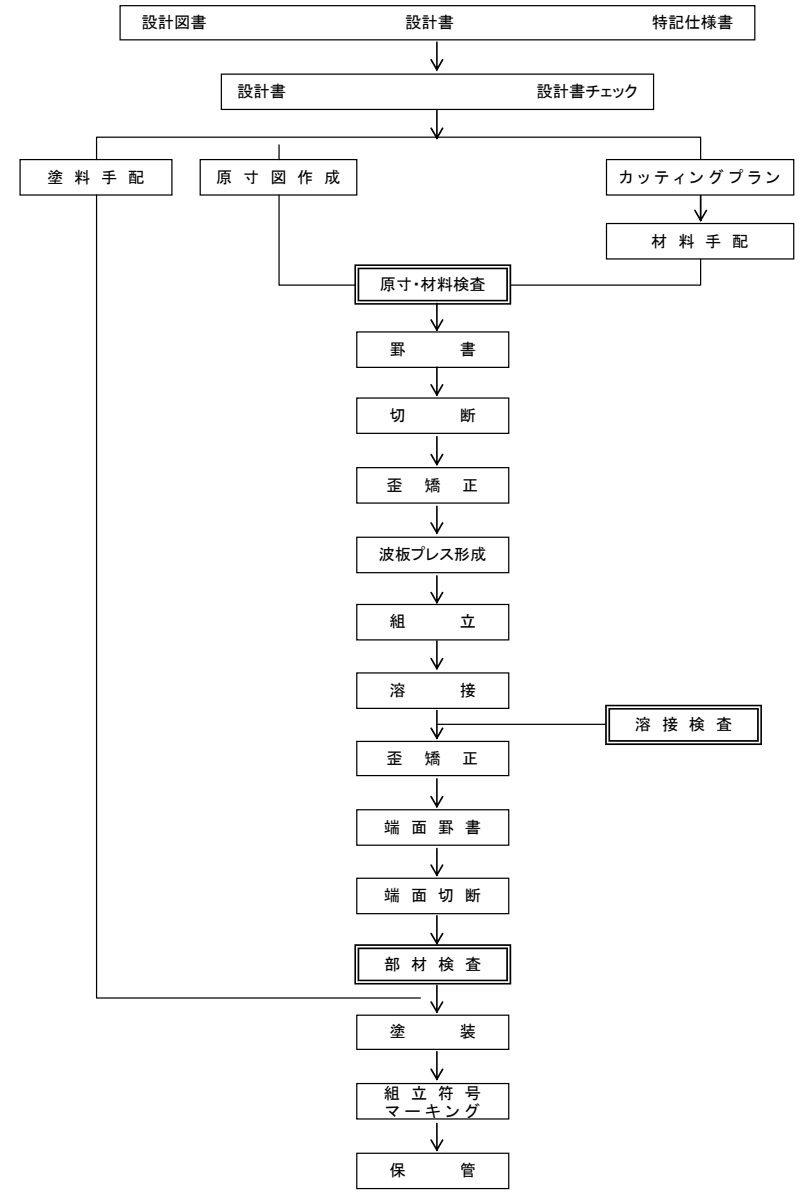 設計図書 設計書 特記仕様書
設計書 設計書チェック
塗料手配 原寸図作成 カッティングプラン
材料手配
原寸・材料検査
罫書
切断
歪矯正
波板プレス形成
組立
溶接
溶接検査
歪矯正
端面罫書
端面切断
部材検査
塗装
組立符号
マーキング
保管